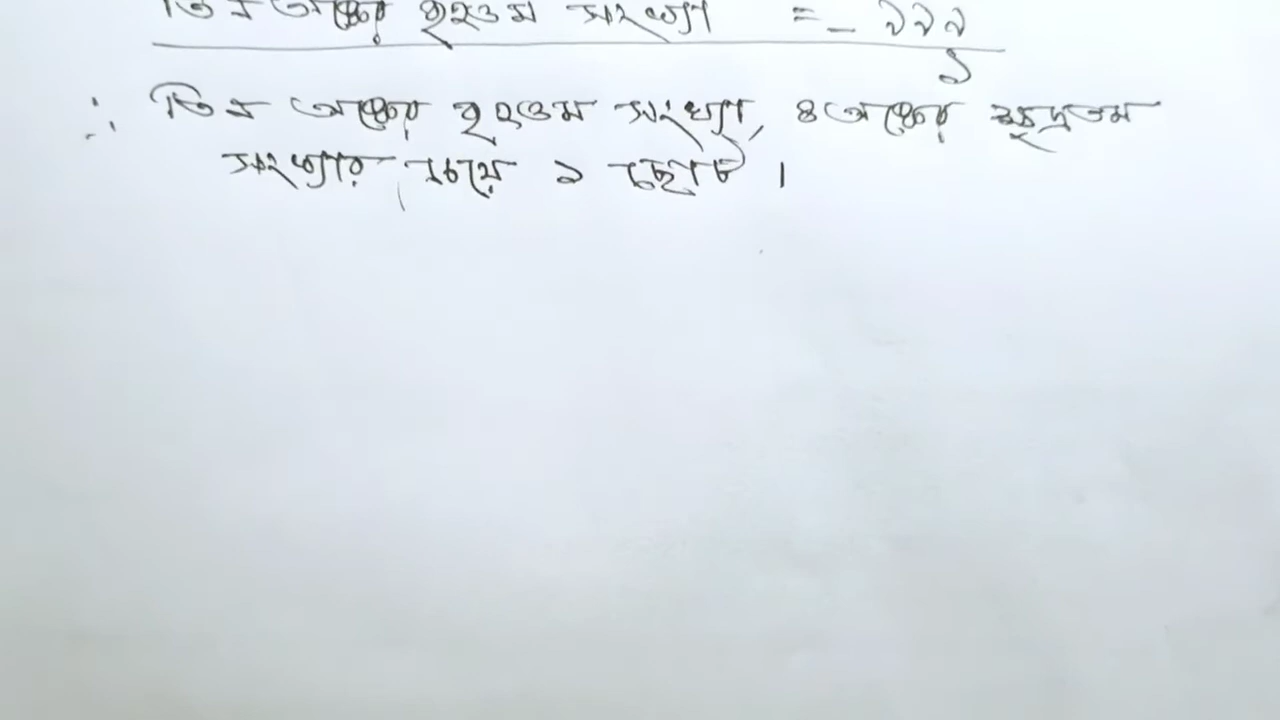 তিন অঙ্কের বৃহত্তম সংখ্যা = - ৯৯৯
১
∴ তিন অঙ্কের বৃহত্তম সংখ্যা, ৪ অঙ্কের ক্ষুদ্রতম
সংখ্যার চেয়ে ১ ছোট।